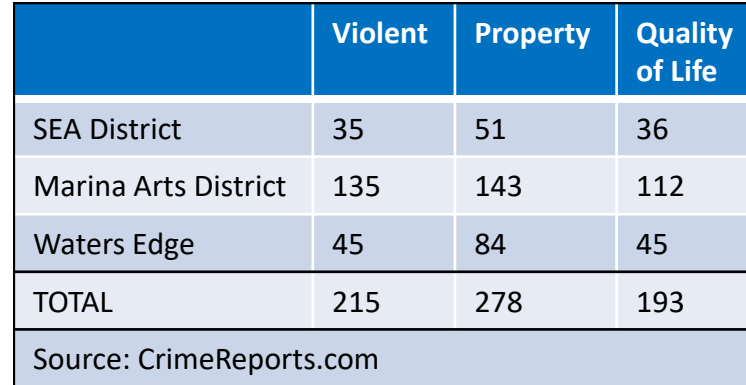 Violent Property Quality
of Life
SEA District 35 51 36
Marina Arts District 135 143 112
Waters Edge 45 84 45
TOTAL 215 278 193
Source: CrimeReports.com